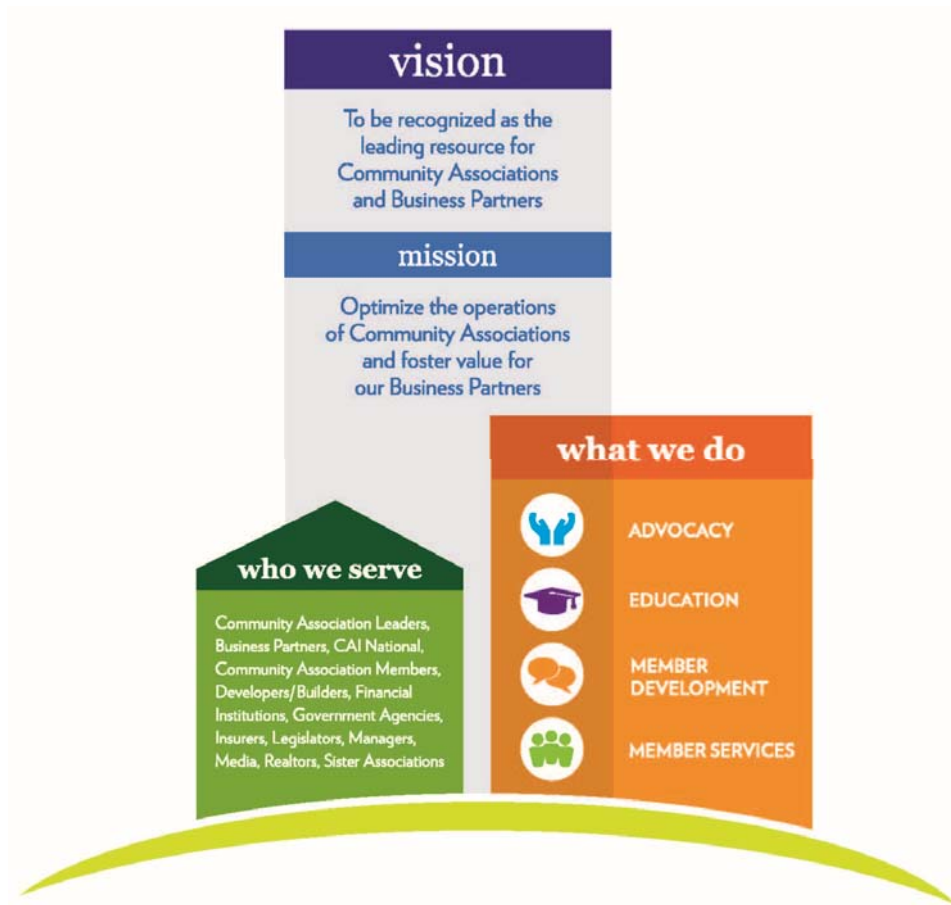 vision
To be recognized as the
leading resource for
Community Associations
and Business Partners
mission
Optimize the operations
of Community Associations
and foster value for
our Business Partners
what we do
ADVOCACY
EDUCATION
MEMBER
DEVELOPMENT
MEMBER SERVICES
who we serve
Community Association Leaders,
Business Partners, CAI National,
Community Association Members,
Developers/Builders, Financial
Institutions, Government Agencies,
Insurers, Legislators, Managers,
Media, Realtors, Sister Associations